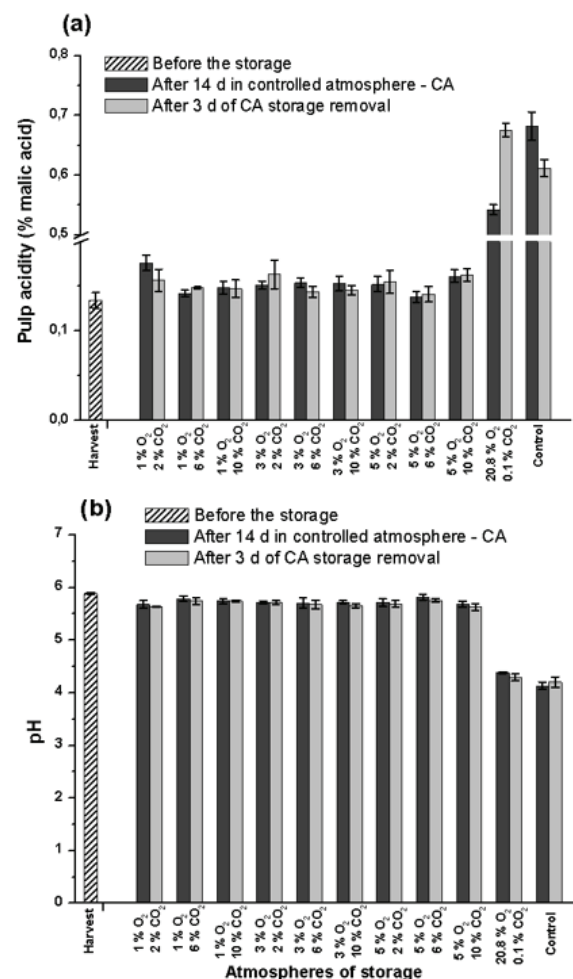 (a)
Before the storage
After 14 d in controlled atmosphere - CA
After 3 d of CA storage removal
Pulp acidity (% malic acid)
0,8
0,7
0,6
0,5
0,1
0,0
Harvest
1 % O₂
2 % CO₂
1 % O₂
6 % CO₂
1 % O₂
10 % CO₂
3 % O₂
2 % CO₂
3 % O₂
6 % CO₂
3 % O₂
10 % CO₂
5 % O₂
2 % CO₂
5 % O₂
6 % CO₂
5 % O₂
10 % CO₂
20.8 % O₂
0.1 % CO₂
Control
(b)
Before the storage
After 14 d in controlled atmosphere - CA
After 3 d of CA storage removal
pH
7
6
5
4
3
2
1
0
Harvest
1 % O₂
2 % CO₂
1 % O₂
6 % CO₂
1 % O₂
10 % CO₂
3 % O₂
2 % CO₂
3 % O₂
6 % CO₂
3 % O₂
10 % CO₂
5 % O₂
2 % CO₂
5 % O₂
6 % CO₂
5 % O₂
10 % CO₂
20.8 % O₂
0.1 % CO₂
Control
Atmospheres of storage